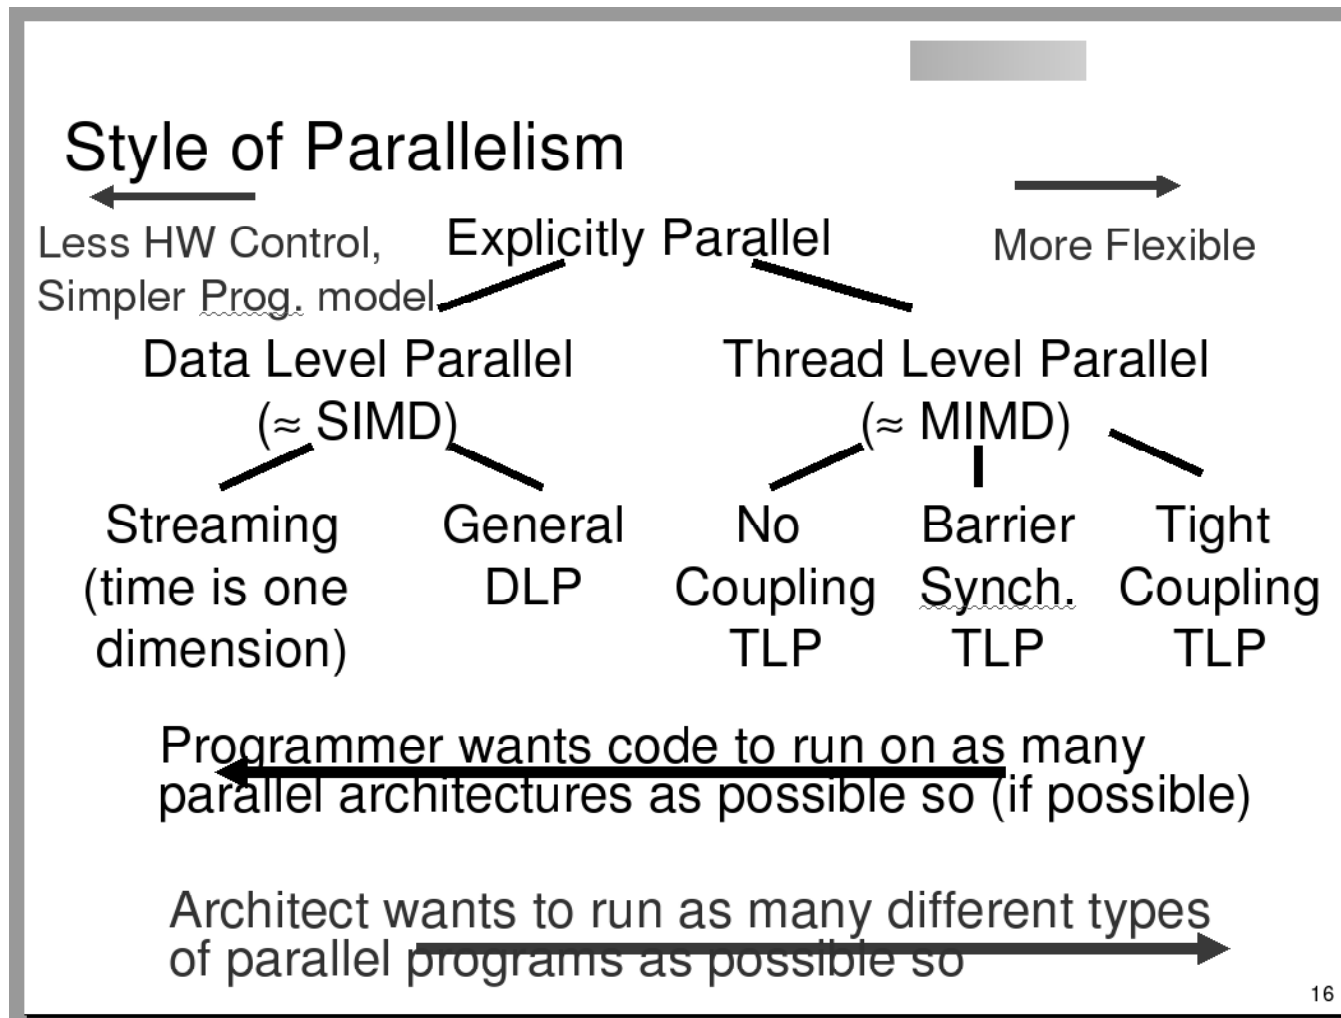 Style of Parallelism
Less HW Control,
Simpler Prog. model
Explicitly Parallel
More Flexible
Data Level Parallel
(≈ SIMD)
Thread Level Parallel
(≈ MIMD)
Streaming
(time is one
dimension)
General
DLP
No
Coupling
TLP
Barrier
Synch.
TLP
Tight
Coupling
TLP
Programmer wants code to run on as many
parallel architectures as possible so (if possible)
Architect wants to run as many different types
of parallel programs as possible so
16